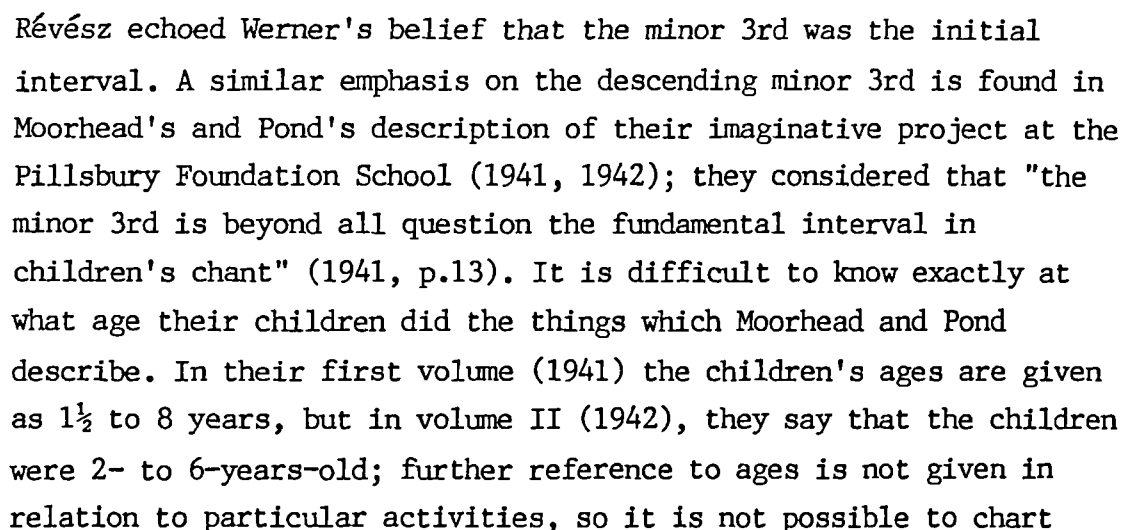 Révész echoed Werner's belief that the minor 3rd was the initial
interval. A similar emphasis on the descending minor 3rd is found in
Moorhead's and Pond's description of their imaginative project at the
Pillsbury Foundation School (1941, 1942); they considered that "the
minor 3rd is beyond all question the fundamental interval in
children's chant" (1941, p.13). It is difficult to know exactly at
what age their children did the things which Moorhead and Pond
describe. In their first volume (1941) the children's ages are given
as 1½ to 8 years, but in volume II (1942), they say that the children
were 2- to 6-years-old; further reference to ages is not given in
relation to particular activities, so it is not possible to chart